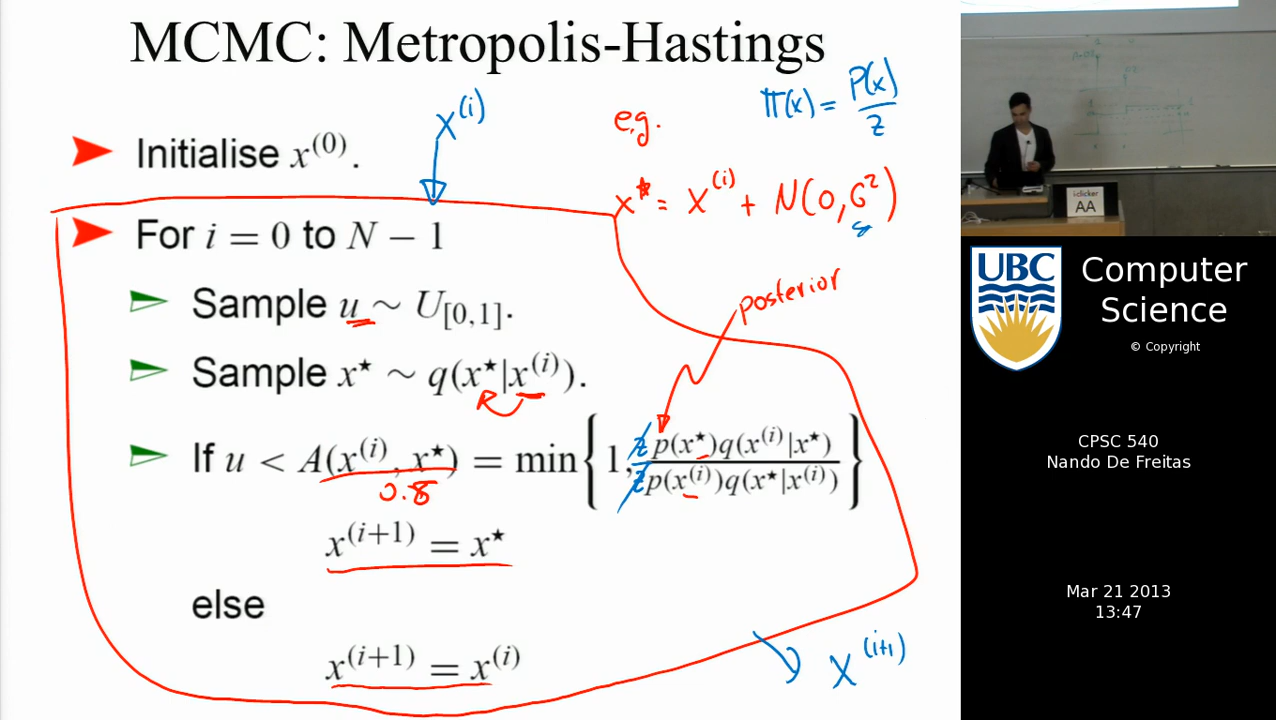 MCMC: Metropolis-Hastings
π(x) = P(x)/Z
x^(i)
e.g.
Initialise x^(0).
x* = x^(i) + N(0, 6²)
For i = 0 to N − 1
Sample u ~ U_[0,1].
posterior
Sample x* ~ q(x*|x^(i)).
If u < A(x^(i), x*) = min{1, Z p(x*)q(x^(i)|x*) / Z p(x^(i))q(x*|x^(i))}
0.8
x^(i+1) = x*
else
x^(i+1) = x^(i)
x^(i+1)
i>clicker
AA
UBC
Computer
Science
© Copyright
CPSC 540
Nando De Freitas
Mar 21 2013
13:47